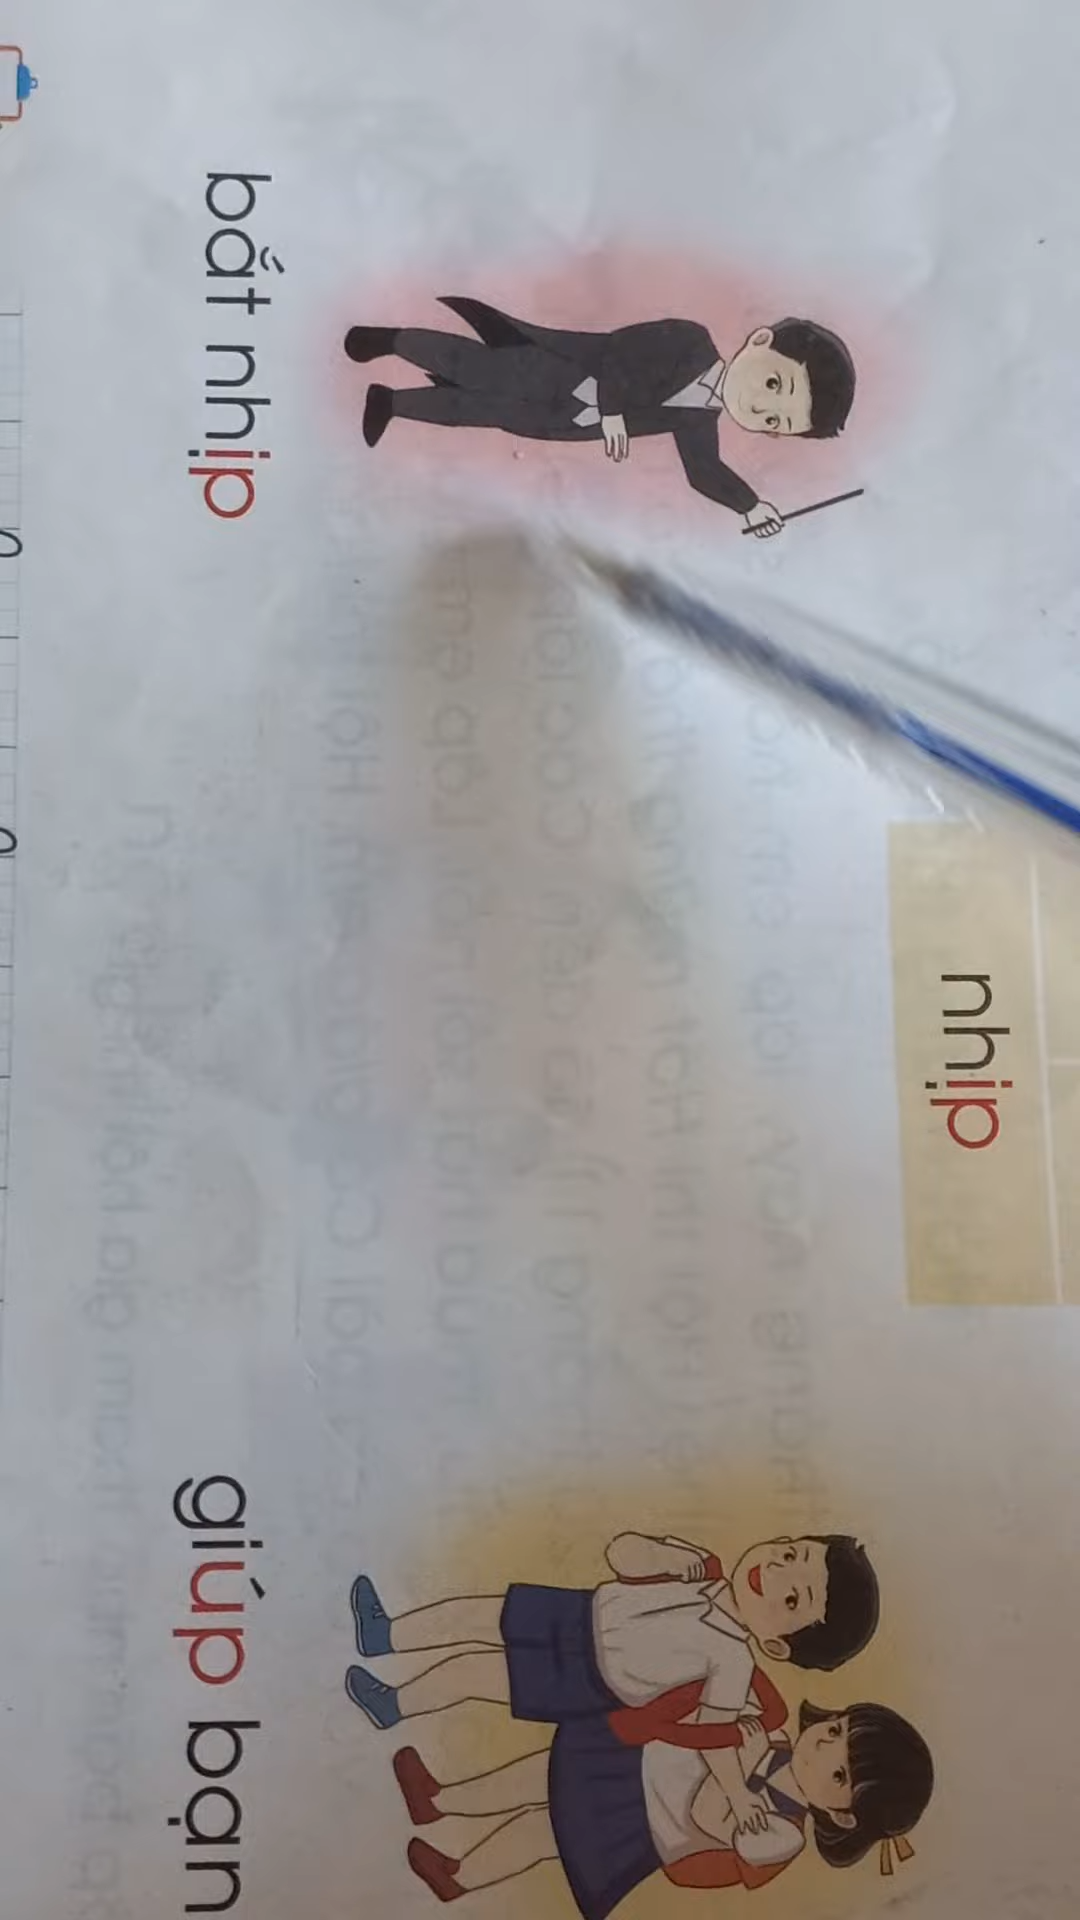 nhịp
bắt nhịp
giúp bạn